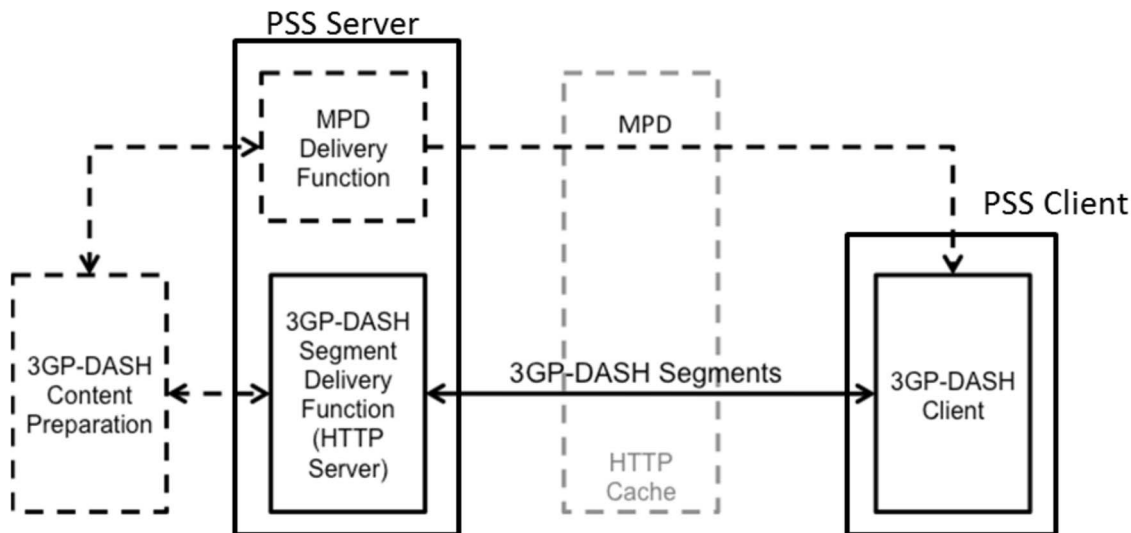 PSS Server
MPD
Delivery
Function
MPD
PSS Client
3GP-DASH
Content
Preparation
3GP-DASH
Segment
Delivery
Function
(HTTP
Server)
3GP-DASH Segments
3GP-DASH
Client
HTTP
Cache